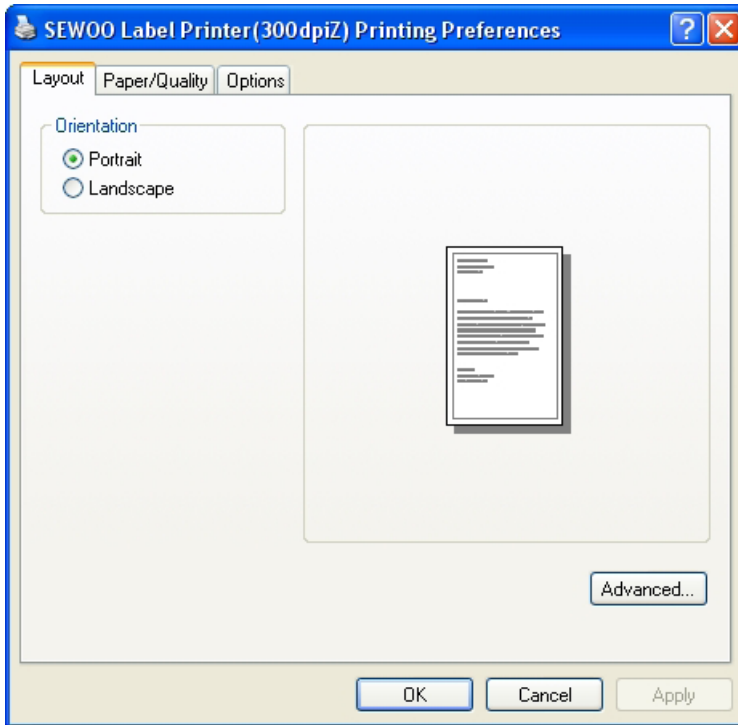 SEWOO Label Printer(300dpiZ) Printing Preferences
Layout Paper/Quality Options
Orientation
Portrait
Landscape
Advanced...
OK Cancel Apply